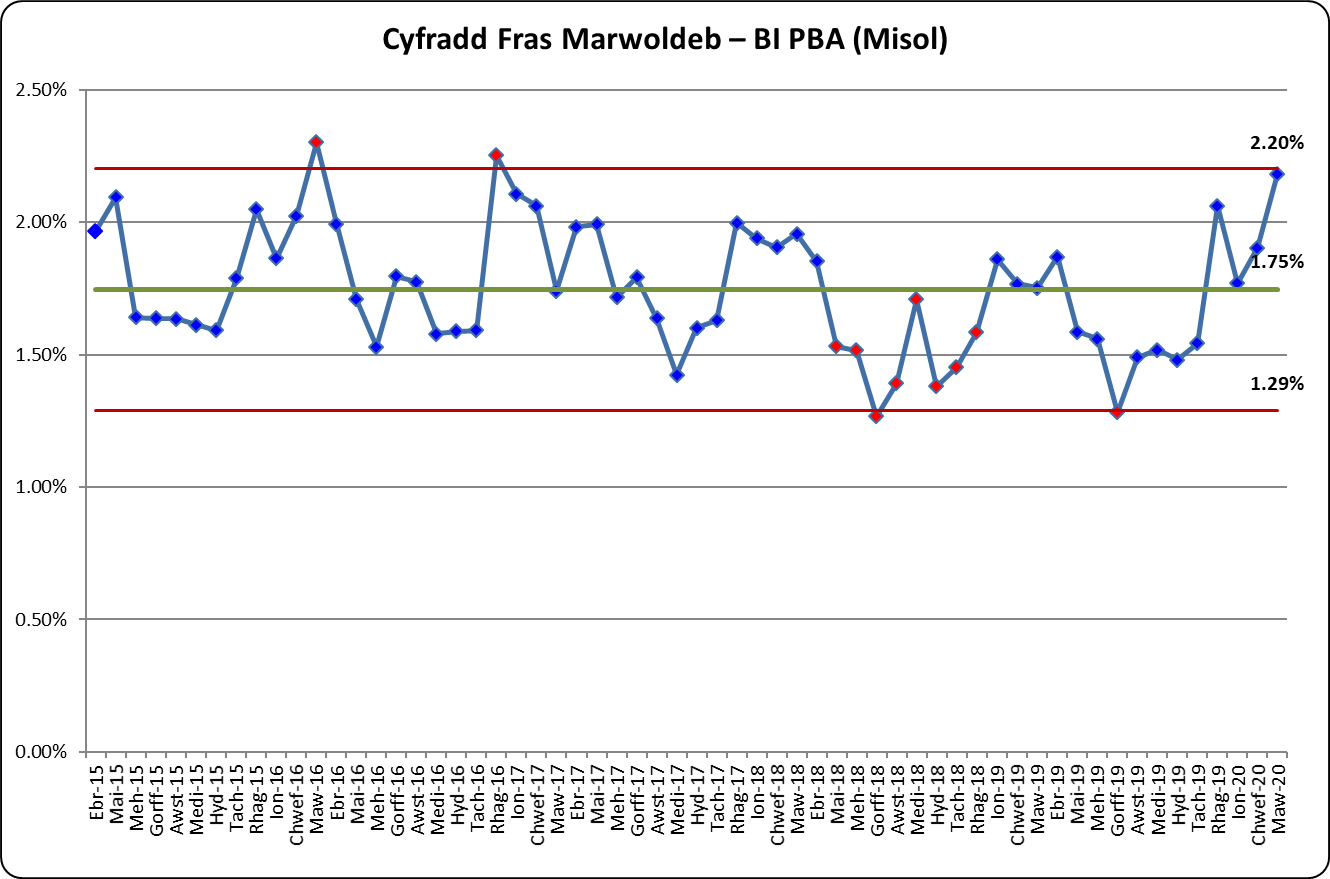 Cyfradd Fras Marwoldeb – BI PBA (Misol)
2.50%
2.00%
1.50%
1.00%
0.50%
0.00%
2.20%
1.75%
1.29%
Ebr-15
Mai-15
Meh-15
Gorff-15
Awst-15
Medi-15
Hyd-15
Tach-15
Rhag-15
Ion-16
Chwef-16
Maw-16
Ebr-16
Mai-16
Meh-16
Gorff-16
Awst-16
Medi-16
Hyd-16
Tach-16
Rhag-16
Ion-17
Chwef-17
Maw-17
Ebr-17
Mai-17
Meh-17
Gorff-17
Awst-17
Medi-17
Hyd-17
Tach-17
Rhag-17
Ion-18
Chwef-18
Maw-18
Ebr-18
Mai-18
Meh-18
Gorff-18
Awst-18
Medi-18
Hyd-18
Tach-18
Rhag-18
Ion-19
Chwef-19
Maw-19
Ebr-19
Mai-19
Meh-19
Gorff-19
Awst-19
Medi-19
Hyd-19
Tach-19
Rhag-19
Ion-20
Chwef-20
Maw-20